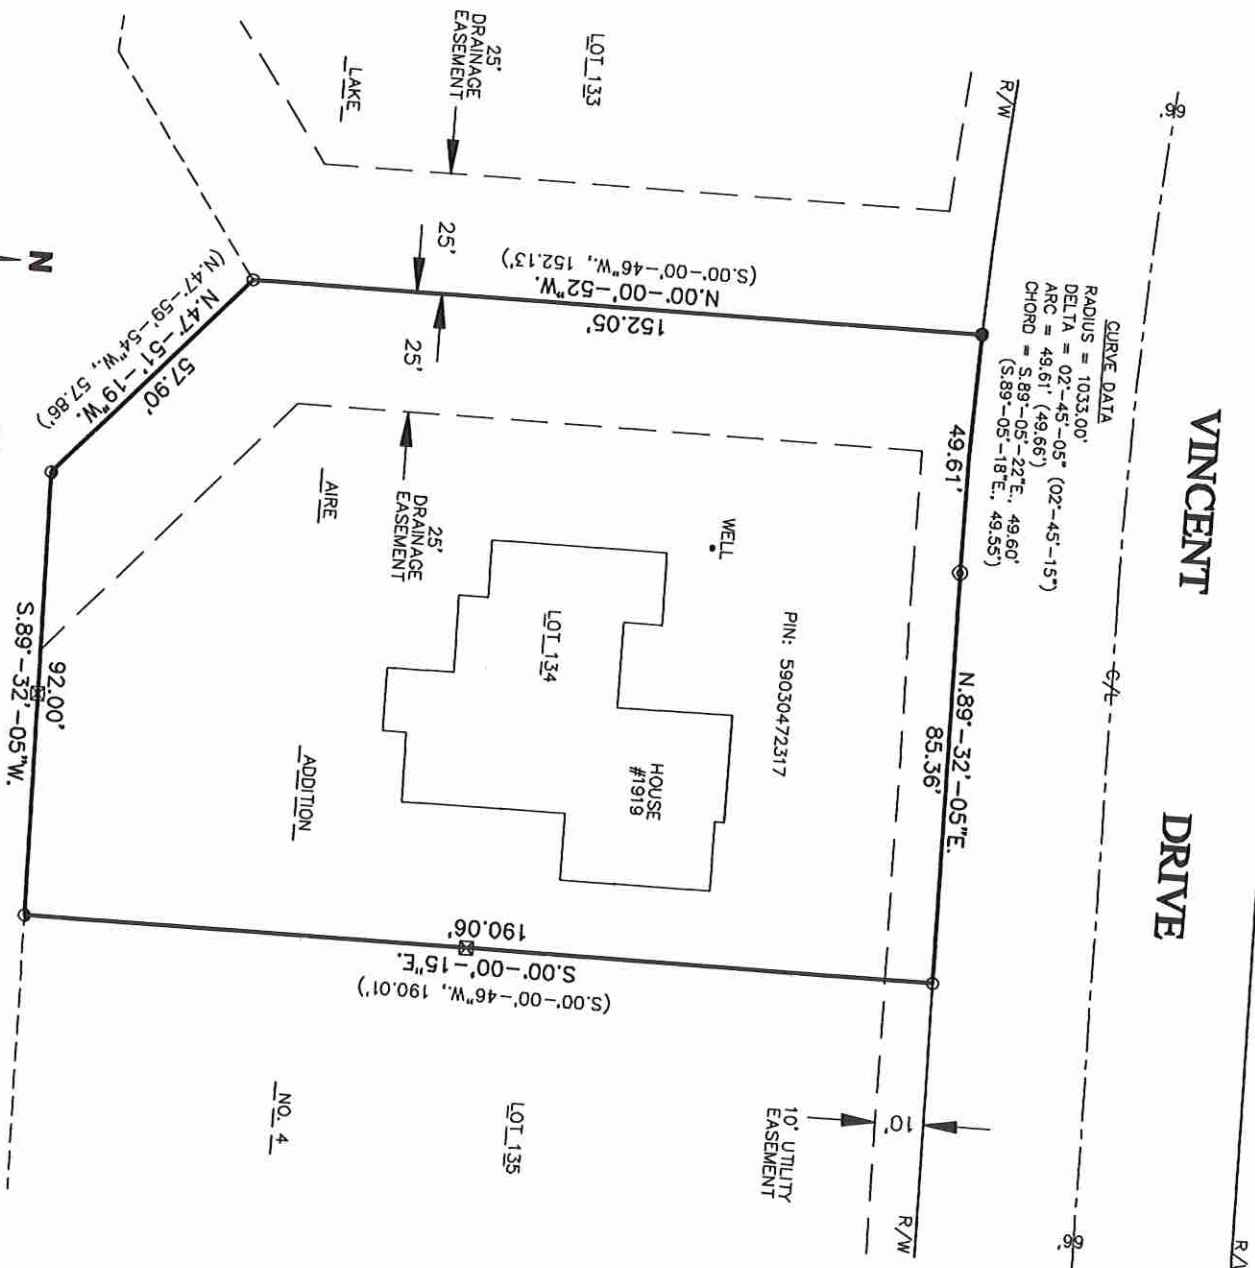 VINCENT DRIVE
66'
C/L
66'
R/W
R/W
CURVE DATA
RADIUS = 1033.00'
DELTA = 02°-45'-05" (02°-45'-15")
ARC = 49.61' (49.66')
CHORD = S.89°-05'-22"E., 49.60'
(S.89°-05'-18"E., 49.55')
49.61'
N.89°-32'-05"E.
85.36'
LOT 133
25'
DRAINAGE
EASEMENT
LAKE
25'
25'
(S.00°-00'-46"W., 152.13')
N.00°-00'-52"W.
152.05'
WELL
PIN: 59030472317
10' UTILITY
EASEMENT
10'
R/W
LOT 134
HOUSE
#1919
25'
DRAINAGE
EASEMENT
AIRE
ADDITION
190.06'
S.00°-00'-15"E.
(S.00°-00'-46"W., 190.01')
LOT 135
NO. 4
57.90'
N.47°-51'-19"W.
(N.47°-59'-54"W., 57.86')
92.00'
S.89°-32'-05"W.
N